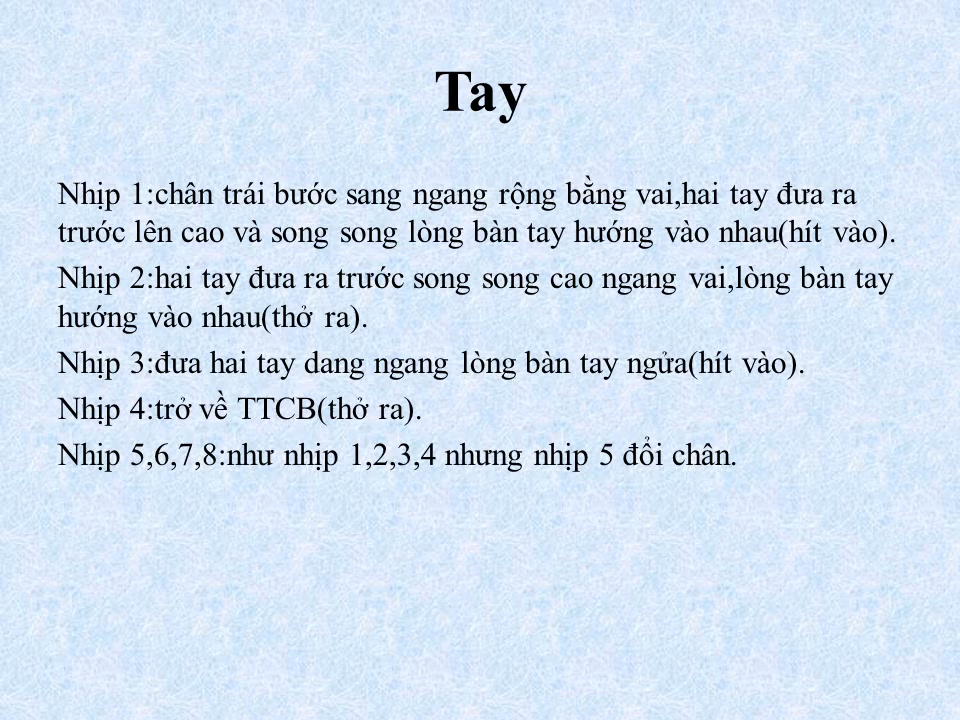 Tay
Nhịp 1:chân trái bước sang ngang rộng bằng vai,hai tay đưa ra
trước lên cao và song song lòng bàn tay hướng vào nhau(hít vào).
Nhịp 2:hai tay đưa ra trước song song cao ngang vai,lòng bàn tay
hướng vào nhau(thở ra).
Nhịp 3:đưa hai tay dang ngang lòng bàn tay ngửa(hít vào).
Nhịp 4:trở về TTCB(thở ra).
Nhịp 5,6,7,8:như nhịp 1,2,3,4 nhưng nhịp 5 đổi chân.